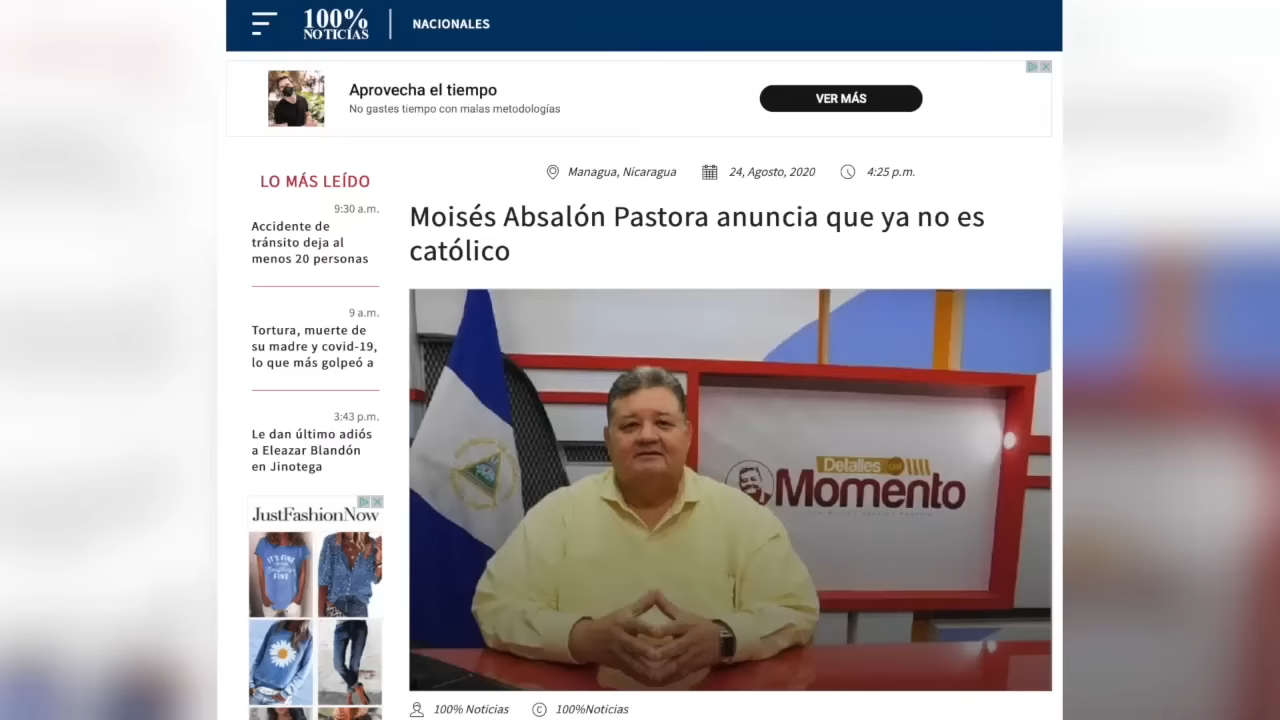 100%
NOTICIAS
NACIONALES
Aprovecha el tiempo
No gastes tiempo con malas metodologías
VER MÁS
Managua, Nicaragua
24, Agosto, 2020
4:25 p.m.
LO MÁS LEÍDO
9:30 a.m.
Accidente de
tránsito deja al
menos 20 personas
9 a.m.
Tortura, muerte de
su madre y covid-19,
lo que más golpeó a
3:43 p.m.
Le dan último adiós
a Eleazar Blandón
en Jinotega
Moisés Absalón Pastora anuncia que ya no es
católico
Detalles
Momento
JUSTFASHIONNOW
IT'S FINE
FINE
100% Noticias
100%Noticias